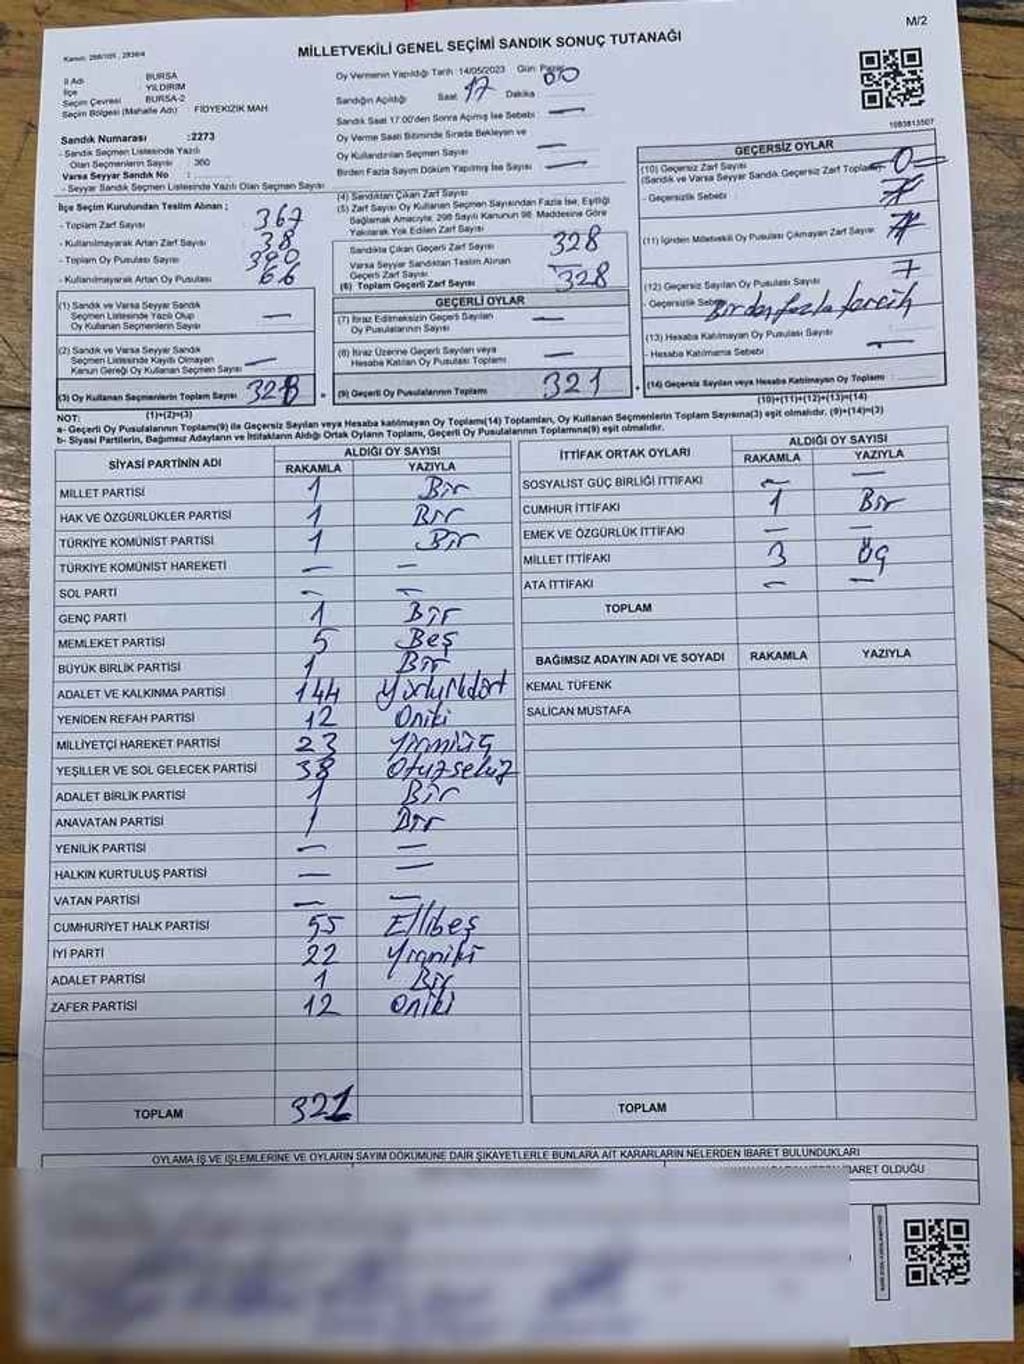 M/2
Kanun: 298/105 , 2839/4
MİLLETVEKİLİ GENEL SEÇİMİ SANDIK SONUÇ TUTANAĞI
İl Adı BURSA
İlçe YILDIRIM
Seçim Çevresi BURSA-2
Seçim Bölgesi (Mahalle Adı) FİDYEKIZIK MAH
Sandık Numarası :2273
- Sandık Seçmen Listesinde Yazılı
Olan Seçmenlerin Sayısı : 360
Varsa Seyyar Sandık No :
- Seyyar Sandık Seçmen Listesinde Yazılı Olan Seçmen Sayısı
Oy Vermenin Yapıldığı Tarih :14/05/2023 Gün: Pazar
Sandığın Açıldığı Saat 17 Dakika 00
Sandık Saat 17:00'den Sonra Açılmış İse Sebebi —
Oy Verme Saati Bitiminde Sırada Bekleyen ve
Oy Kullandırılan Seçmen Sayısı —
Birden Fazla Sayım Döküm Yapılmış İse Sayısı —
1083813507
İlçe Seçim Kurulundan Teslim Alınan ;
- Toplam Zarf Sayısı 367
- Kullanılmayarak Artan Zarf Sayısı 38
- Toplam Oy Pusulası Sayısı 390
- Kullanılmayarak Artan Oy Pusulası 66
(1) Sandık ve Varsa Seyyar Sandık
Seçmen Listesinde Yazılı Olup
Oy Kullanan Seçmenlerin Sayısı —
(2) Sandık ve Varsa Seyyar Sandık
Seçmen Listesinde Kayıtlı Olmayan
Kanun Gereği Oy Kullanan Seçmen Sayısı —
(3) Oy Kullanan Seçmenlerin Toplam Sayısı 328
(1)+(2)=(3)
(4) Sandıktan Çıkan Zarf Sayısı
(5) Zarf Sayısı Oy Kullanan Seçmen Sayısından Fazla İse, Eşitliği
Bağlamak Amacıyla, 298 Sayılı Kanunun 98. Maddesine Göre
Yakılarak Yok Edilen Zarf Sayısı
Sandıkta Çıkan Geçerli Zarf Sayısı 328
Varsa Seyyar Sandıktan Teslim Alınan
Geçerli Zarf Sayısı —
(6) Toplam Geçerli Zarf Sayısı 328
GEÇERLİ OYLAR
(7) İtiraz Edilmeksizin Geçerli Sayılan
Oy Pusulalarının Sayısı —
(8) İtiraz Üzerine Geçerli Sayılan veya
Hesaba Katılan Oy Pusulası Toplamı —
(9) Geçerli Oy Pusulalarının Toplamı 321
GEÇERSİZ OYLAR
(10) Geçersiz Zarf Sayısı
(Sandık ve Varsa Seyyar Sandık Geçersiz Zarf Toplamı) 0
- Geçersizlik Sebebi
(11) İçinden Milletvekili Oy Pusulası Çıkmayan Zarf Sayısı
(12) Geçersiz Sayılan Oy Pusulası Sayısı 7
- Geçersizlik Sebebi Birden fazla tercih
(13) Hesaba Katılmayan Oy Pusulası Sayısı
- Hesaba Katılmama Sebebi —
(14) Geçersiz Sayılan veya Hesaba Katılmayan Oy Toplamı
(10)+(11)+(12)+(13)=(14)
NOT:
a- Geçerli Oy Pusulalarının Toplamı(9) ile Geçersiz Sayılan veya Hesaba Katılmayan Oy Toplamı(14) Toplamları, Oy Kullanan Seçmenlerin Toplam Sayısına(3) eşit olmalıdır. (9)+(14)=(3)
b- Siyasi Partilerin, Bağımsız Adayların ve İttifakların Aldığı Ortak Oyların Toplamı, Geçerli Oy Pusulalarının Toplamına(9) eşit olmalıdır.
SİYASİ PARTİNİN ADI ALDIĞI OY SAYISI
RAKAMLA YAZIYLA
MİLLET PARTİSİ 1 Bir
HAK VE ÖZGÜRLÜKLER PARTİSİ 1 Bir
TÜRKİYE KOMÜNİST PARTİSİ 1 Bir
TÜRKİYE KOMÜNİST HAREKETİ — —
SOL PARTİ — —
GENÇ PARTİ 1 Bir
MEMLEKET PARTİSİ 5 Beş
BÜYÜK BİRLİK PARTİSİ 1 Bir
ADALET VE KALKINMA PARTİSİ 144
YENİDEN REFAH PARTİSİ 12 Oniki
MİLLİYETÇİ HAREKET PARTİSİ 23
YEŞİLLER VE SOL GELECEK PARTİSİ 38 Otuzsekiz
ADALET BİRLİK PARTİSİ 1 Bir
ANAVATAN PARTİSİ 1 Bir
YENİLİK PARTİSİ — —
HALKIN KURTULUŞ PARTİSİ — —
VATAN PARTİSİ — —
CUMHURİYET HALK PARTİSİ 55 Ellibeş
İYİ PARTİ 22
ADALET PARTİSİ 1 Bir
ZAFER PARTİSİ 12 Oniki
TOPLAM 321
İTTİFAK ORTAK OYLARI ALDIĞI OY SAYISI
RAKAMLA YAZIYLA
SOSYALIST GÜÇ BİRLİĞİ İTTİFAKI — —
CUMHUR İTTİFAKI 1 Bir
EMEK VE ÖZGÜRLÜK İTTİFAKI — —
MİLLET İTTİFAKI 3 Üç
ATA İTTİFAKI — —
TOPLAM
BAĞIMSIZ ADAYIN ADI VE SOYADI RAKAMLA YAZIYLA
KEMAL TÜFENK
SALİCAN MUSTAFA
TOPLAM
OYLAMA İŞ VE İŞLEMLERİNE VE OYLARIN SAYIM DÖKÜMÜNE DAİR ŞİKAYETLERLE BUNLARA AİT KARARLARIN NELERDEN İBARET BULUNDUKLARI
İBARET OLDUĞU